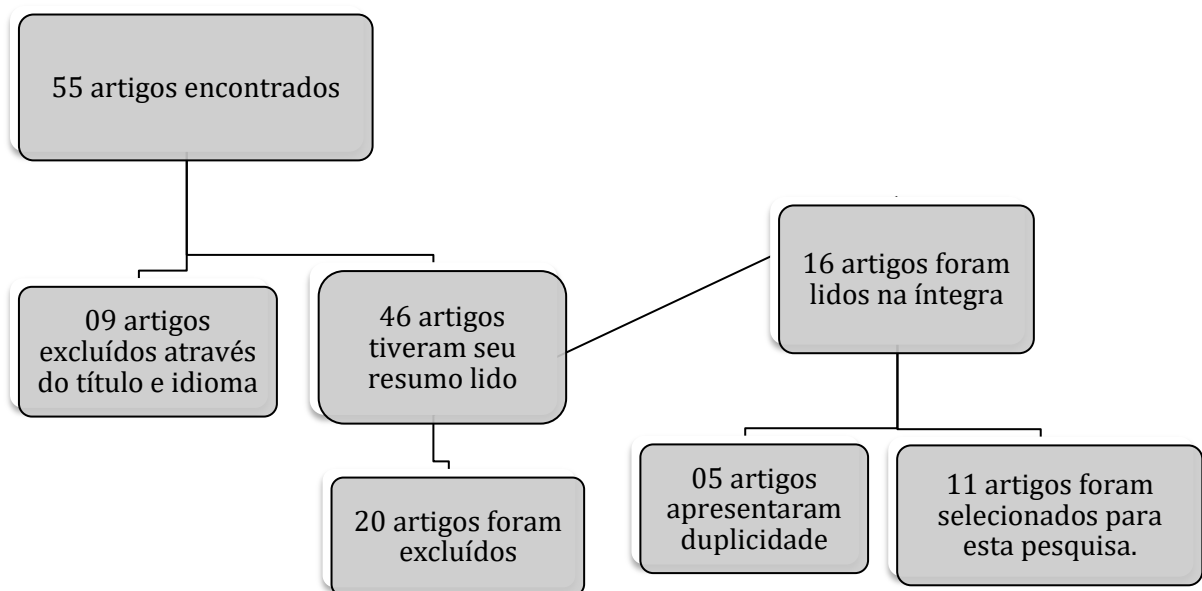 55 artigos encontrados
09 artigos
excluídos através
do título e idioma
46 artigos
tiveram seu
resumo lido
20 artigos foram
excluídos
16 artigos foram
lidos na íntegra
05 artigos
apresentaram
duplicidade
11 artigos foram
selecionados para
esta pesquisa.